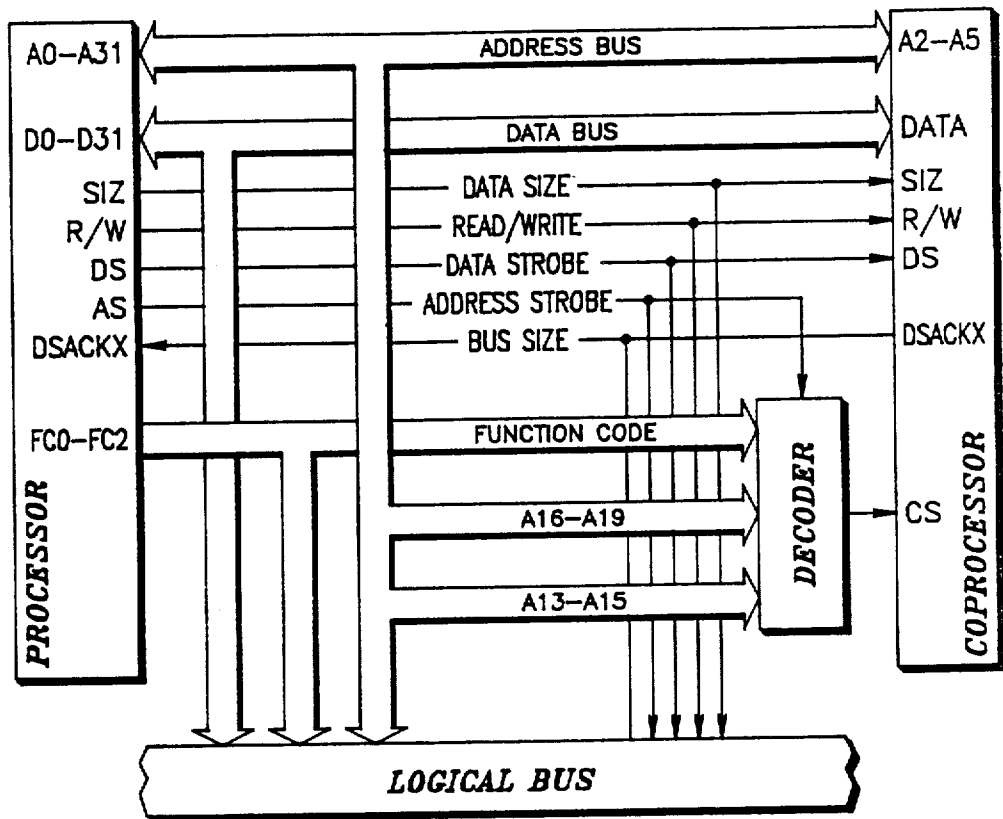 A0-A31
ADDRESS BUS
A2-A5
D0-D31
DATA BUS
DATA
SIZ
DATA SIZE
SIZ
R/W
READ/WRITE
R/W
DS
DATA STROBE
DS
AS
ADDRESS STROBE
DSACKX
BUS SIZE
DSACKX
FC0-FC2
FUNCTION CODE
A16-A19
CS
A13-A15
PROCESSOR
DECODER
COPROCESSOR
LOGICAL BUS